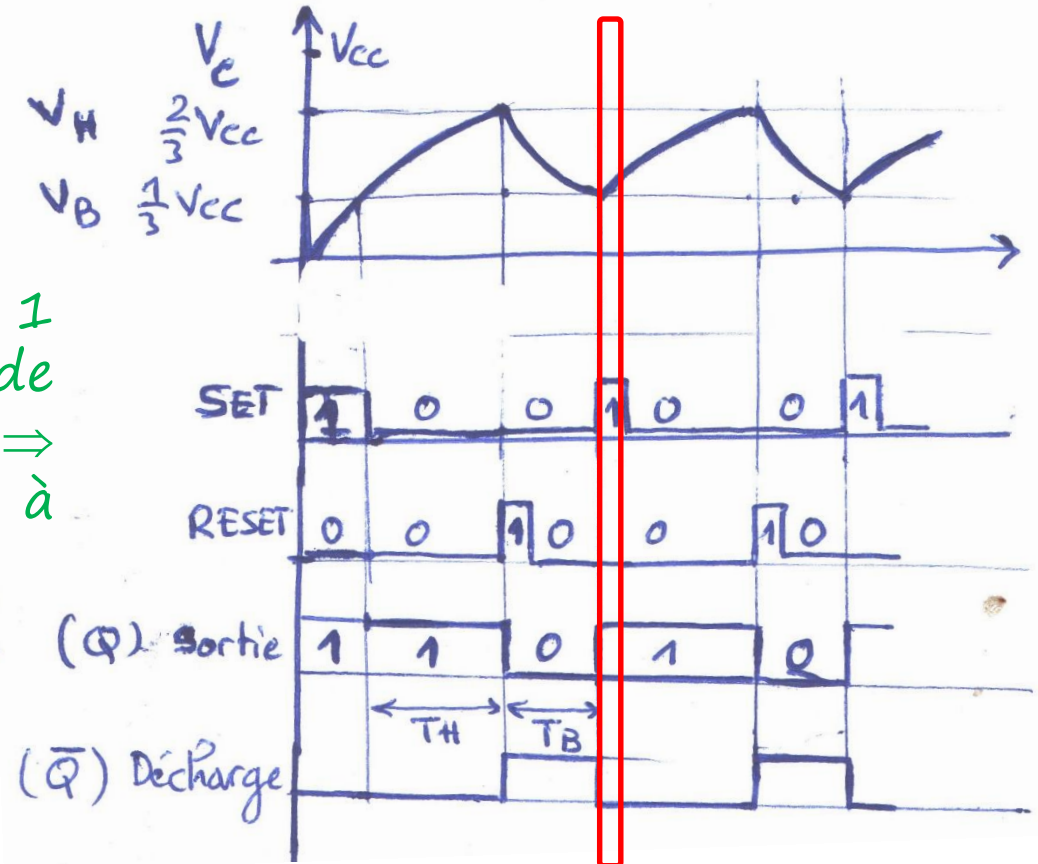 Vc Vcc
VH 2/3 Vcc
VB 1/3 Vcc
1
de
⇒
à
SET 1 0 0 1 0 0 1
RESET 0 0 1 0 0 1 0
(Q) Sortie 1 1 0 1 0
TH TB
(Q̅) Décharge